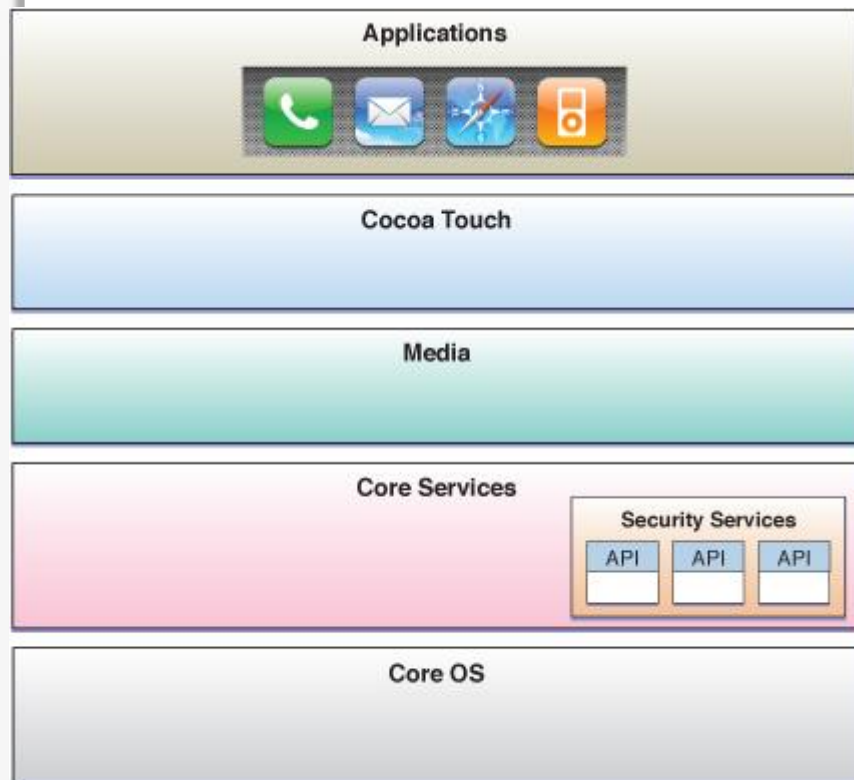 Applications
Cocoa Touch
Media
Core Services
Security Services
API API API
Core OS